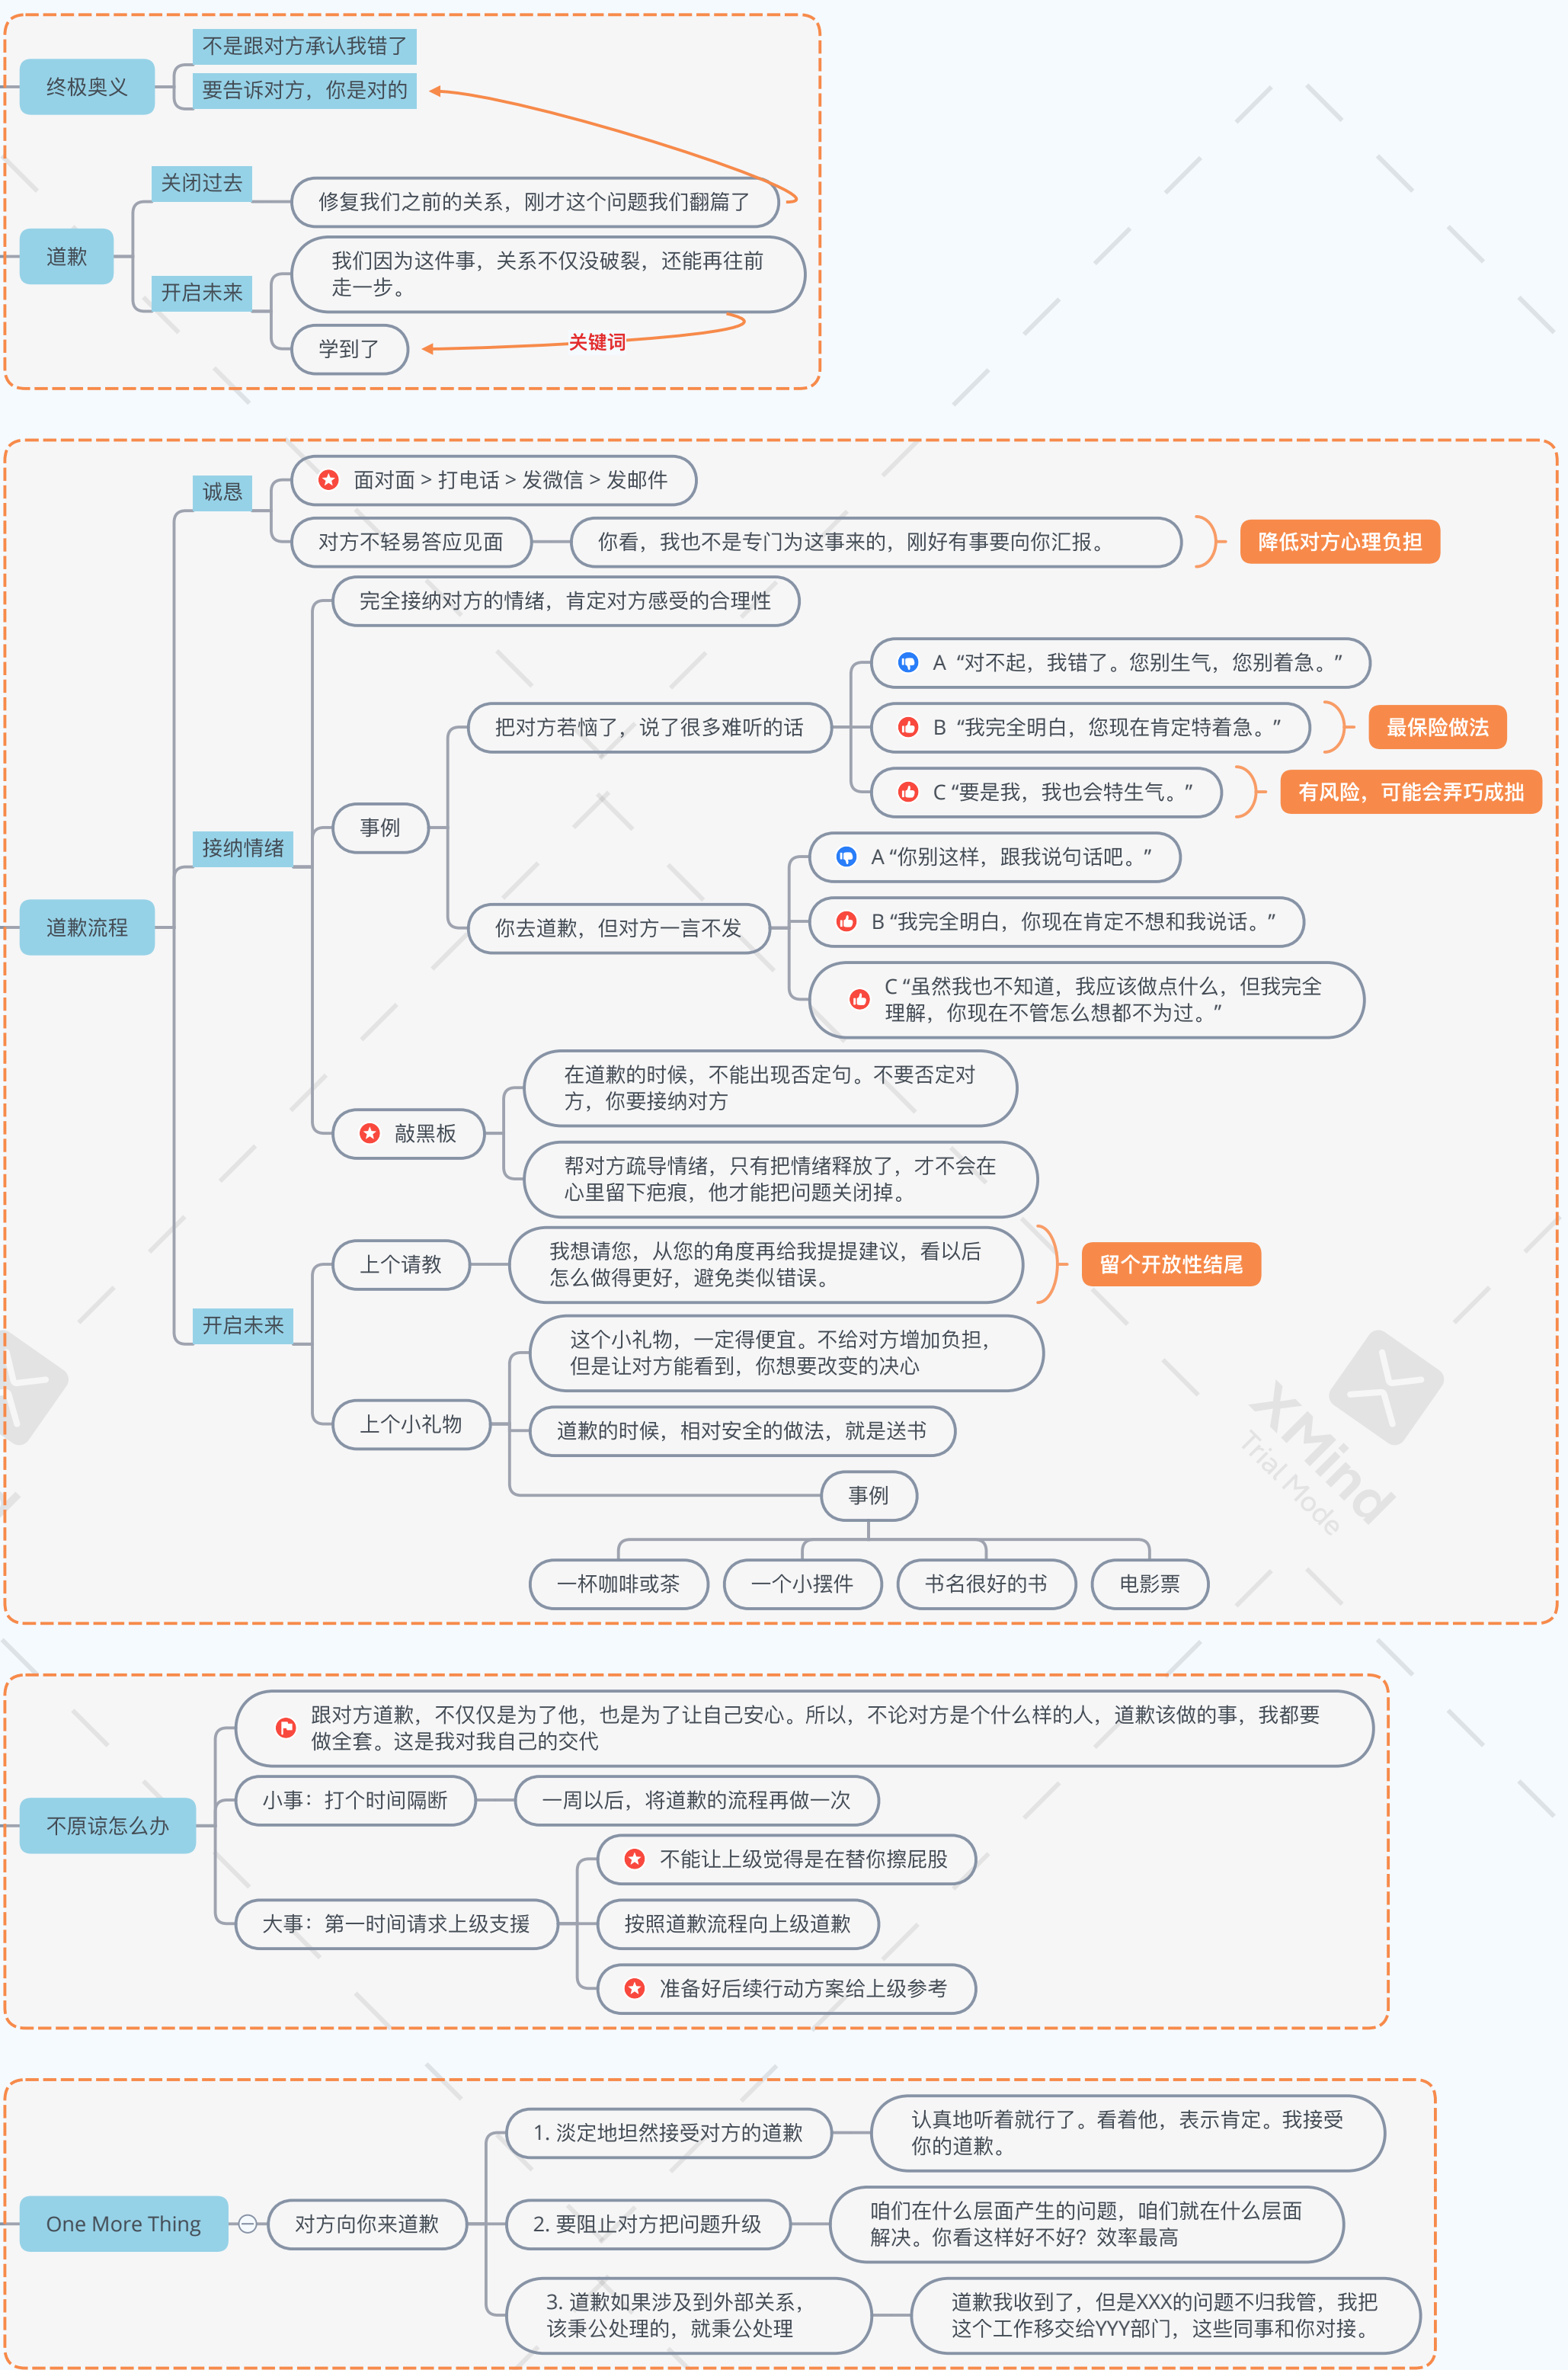 终极奥义
不是跟对方承认我错了
要告诉对方，你是对的
道歉
关闭过去
修复我们之前的关系，刚才这个问题我们翻篇了
开启未来
我们因为这件事，关系不仅没破裂，还能再往前
走一步。
学到了
关键词
道歉流程
诚恳
面对面 > 打电话 > 发微信 > 发邮件
对方不轻易答应见面
你看，我也不是专门为这事来的，刚好有事要向你汇报。
降低对方心理负担
接纳情绪
完全接纳对方的情绪，肯定对方感受的合理性
事例
把对方若恼了，说了很多难听的话
A “对不起，我错了。您别生气，您别着急。”
B “我完全明白，您现在肯定特着急。”
最保险做法
C “要是我，我也会特生气。”
有风险，可能会弄巧成拙
你去道歉，但对方一言不发
A “你别这样，跟我说句话吧。”
B “我完全明白，你现在肯定不想和我说话。”
C “虽然我也不知道，我应该做点什么，但我完全
理解，你现在不管怎么想都不为过。”
敲黑板
在道歉的时候，不能出现否定句。不要否定对
方，你要接纳对方
帮对方疏导情绪，只有把情绪释放了，才不会在
心里留下疤痕，他才能把问题关闭掉。
开启未来
上个请教
我想请您，从您的角度再给我提提建议，看以后
怎么做得更好，避免类似错误。
留个开放性结尾
上个小礼物
这个小礼物，一定得便宜。不给对方增加负担，
但是让对方能看到，你想要改变的决心
道歉的时候，相对安全的做法，就是送书
事例
一杯咖啡或茶
一个小摆件
书名很好的书
电影票
XMind
Trial Mode
不原谅怎么办
跟对方道歉，不仅仅是为了他，也是为了让自己安心。所以，不论对方是个什么样的人，道歉该做的事，我都要
做全套。这是我对我自己的交代
小事：打个时间隔断
一周以后，将道歉的流程再做一次
大事：第一时间请求上级支援
不能让上级觉得是在替你擦屁股
按照道歉流程向上级道歉
准备好后续行动方案给上级参考
One More Thing
对方向你来道歉
1. 淡定地坦然接受对方的道歉
认真地听着就行了。看着他，表示肯定。我接受
你的道歉。
2. 要阻止对方把问题升级
咱们在什么层面产生的问题，咱们就在什么层面
解决。你看这样好不好？效率最高
3. 道歉如果涉及到外部关系，
该秉公处理的，就秉公处理
道歉我收到了，但是XXX的问题不归我管，我把
这个工作移交给YYY部门，这些同事和你对接。